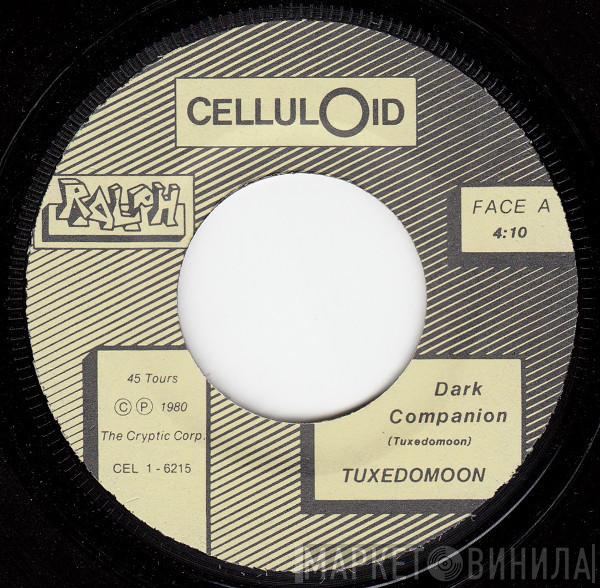 CELLULOID
RALPH
FACE A
4:10
45 Tours
Ⓒ Ⓟ 1980
The Cryptic Corp.
CEL 1 - 6215
Dark
Companion
(Tuxedomoon)
TUXEDOMOON
МАРКЕТ ВИНИЛА